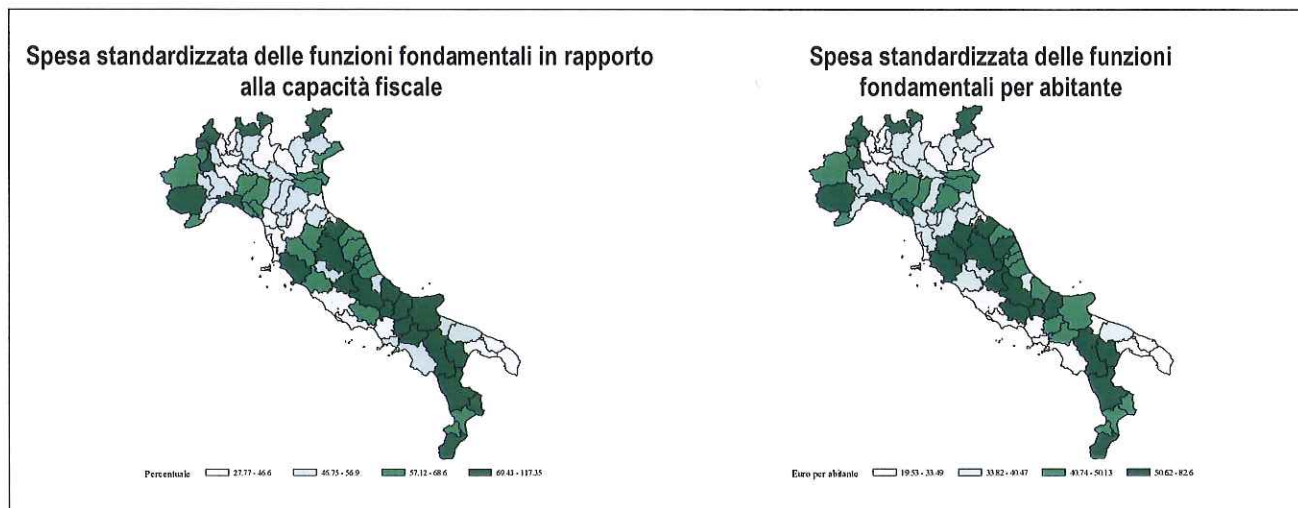 Spesa standardizzata delle funzioni fondamentali in rapporto
alla capacità fiscale
Percentuale 27.77 - 46.6 46.75 - 56.9 57.12 - 68.6 69.43 - 117.35
Spesa standardizzata delle funzioni
fondamentali per abitante
Euro per abitante 19.53 - 33.49 33.82 - 40.47 40.74 - 50.13 50.62 - 82.6